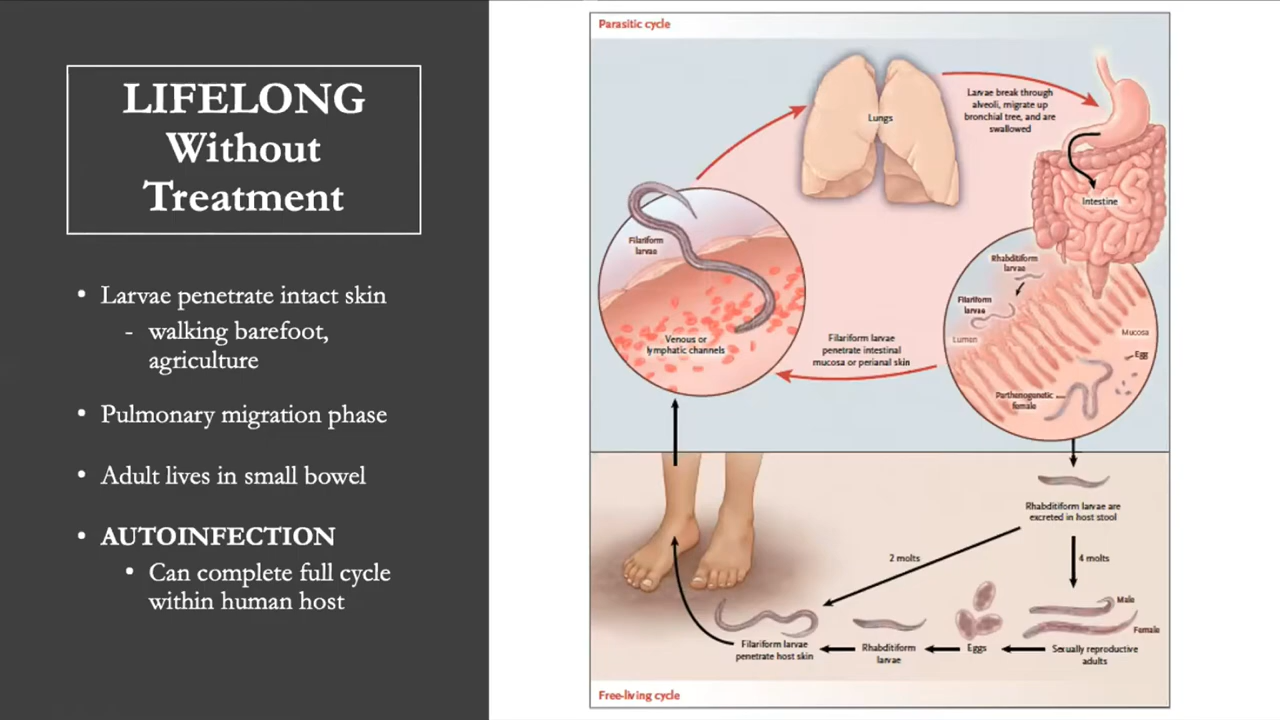 LIFELONG
Without
Treatment
• Larvae penetrate intact skin
- walking barefoot,
agriculture
• Pulmonary migration phase
• Adult lives in small bowel
• AUTOINFECTION
• Can complete full cycle
within human host
Parasitic cycle
Lungs
Larvae break through
alveoli, migrate up
bronchial tree, and are
swallowed
Intestine
Filariform
larvae
Venous or
lymphatic channels
Filariform larvae
penetrate intestinal
mucosa or perianal skin
Rhabditiform
larvae
Filariform
larvae
Lumen
Mucosa
Egg
Parthenogenetic
female
Rhabditiform larvae are
excreted in host stool
2 molts
4 molts
Male
Female
Filariform larvae
penetrate host skin
Rhabditiform
larvae
Eggs
Sexually reproductive
adults
Free-living cycle